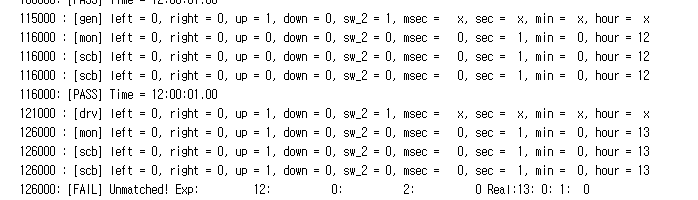 115000 : [gen] left = 0, right = 0, up = 1, down = 0, sw_2 = 1, msec =   x, sec =  x, min =  x, hour =  x
116000 : [mon] left = 0, right = 0, up = 0, down = 0, sw_2 = 0, msec =   0, sec =  1, min =  0, hour = 12
116000 : [scb] left = 0, right = 0, up = 0, down = 0, sw_2 = 0, msec =   0, sec =  1, min =  0, hour = 12
116000 : [scb] left = 0, right = 0, up = 0, down = 0, sw_2 = 0, msec =   0, sec =  1, min =  0, hour = 12
116000: [PASS] Time = 12:00:01.00
121000 : [drv] left = 0, right = 0, up = 1, down = 0, sw_2 = 1, msec =   x, sec =  x, min =  x, hour =  x
126000 : [mon] left = 0, right = 0, up = 1, down = 0, sw_2 = 1, msec =   0, sec =  1, min =  0, hour = 13
126000 : [scb] left = 0, right = 0, up = 1, down = 0, sw_2 = 1, msec =   0, sec =  1, min =  0, hour = 13
126000 : [scb] left = 0, right = 0, up = 1, down = 0, sw_2 = 1, msec =   0, sec =  1, min =  0, hour = 13
126000: [FAIL] Unmatched! Exp:         12:          0:          2:          0 Real:13: 0: 1:  0